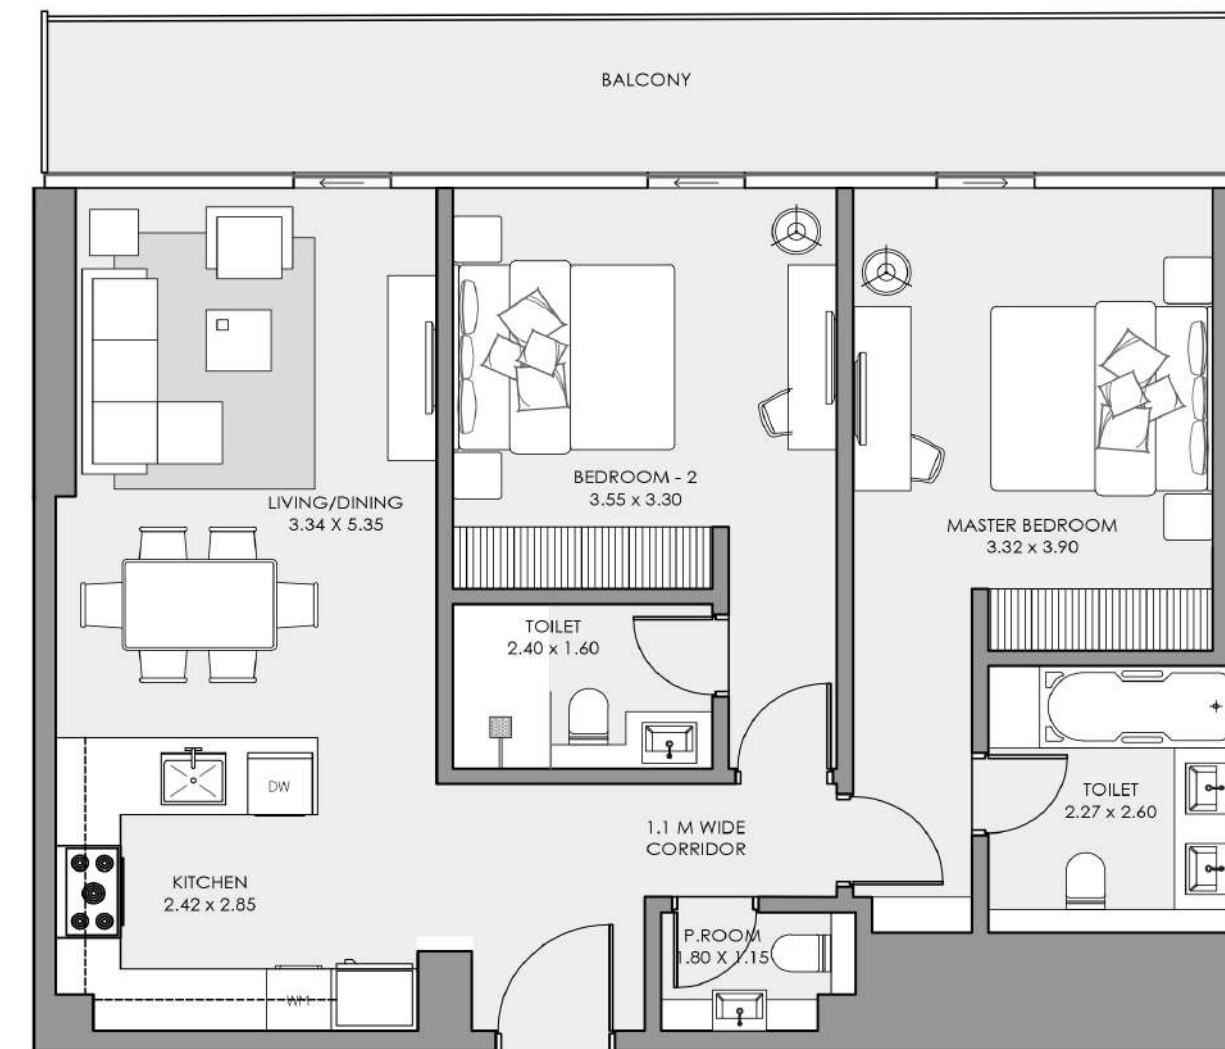 BALCONY
LIVING/DINING
3.34 X 5.35
BEDROOM - 2
3.55 x 3.30
MASTER BEDROOM
3.32 x 3.90
TOILET
2.40 x 1.60
DW
KITCHEN
2.42 x 2.85
WM
1.1 M WIDE
CORRIDOR
P.ROOM
1.80 X 1.15
TOILET
2.27 x 2.60